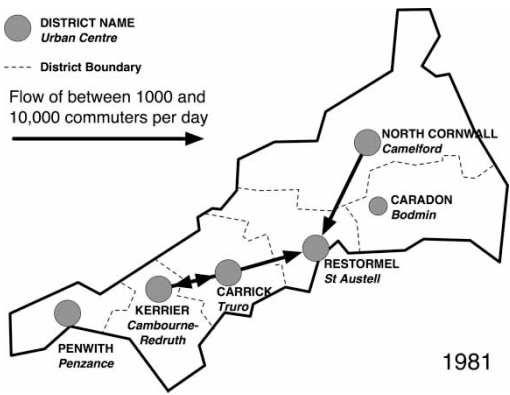 DISTRICT NAME
Urban Centre
District Boundary
Flow of between 1000 and
10,000 commuters per day
NORTH CORNWALL
Camelford
CARADON
Bodmin
RESTORMEL
St Austell
CARRICK
Truro
KERRIER
Cambourne-
Redruth
PENWITH
Penzance
1981